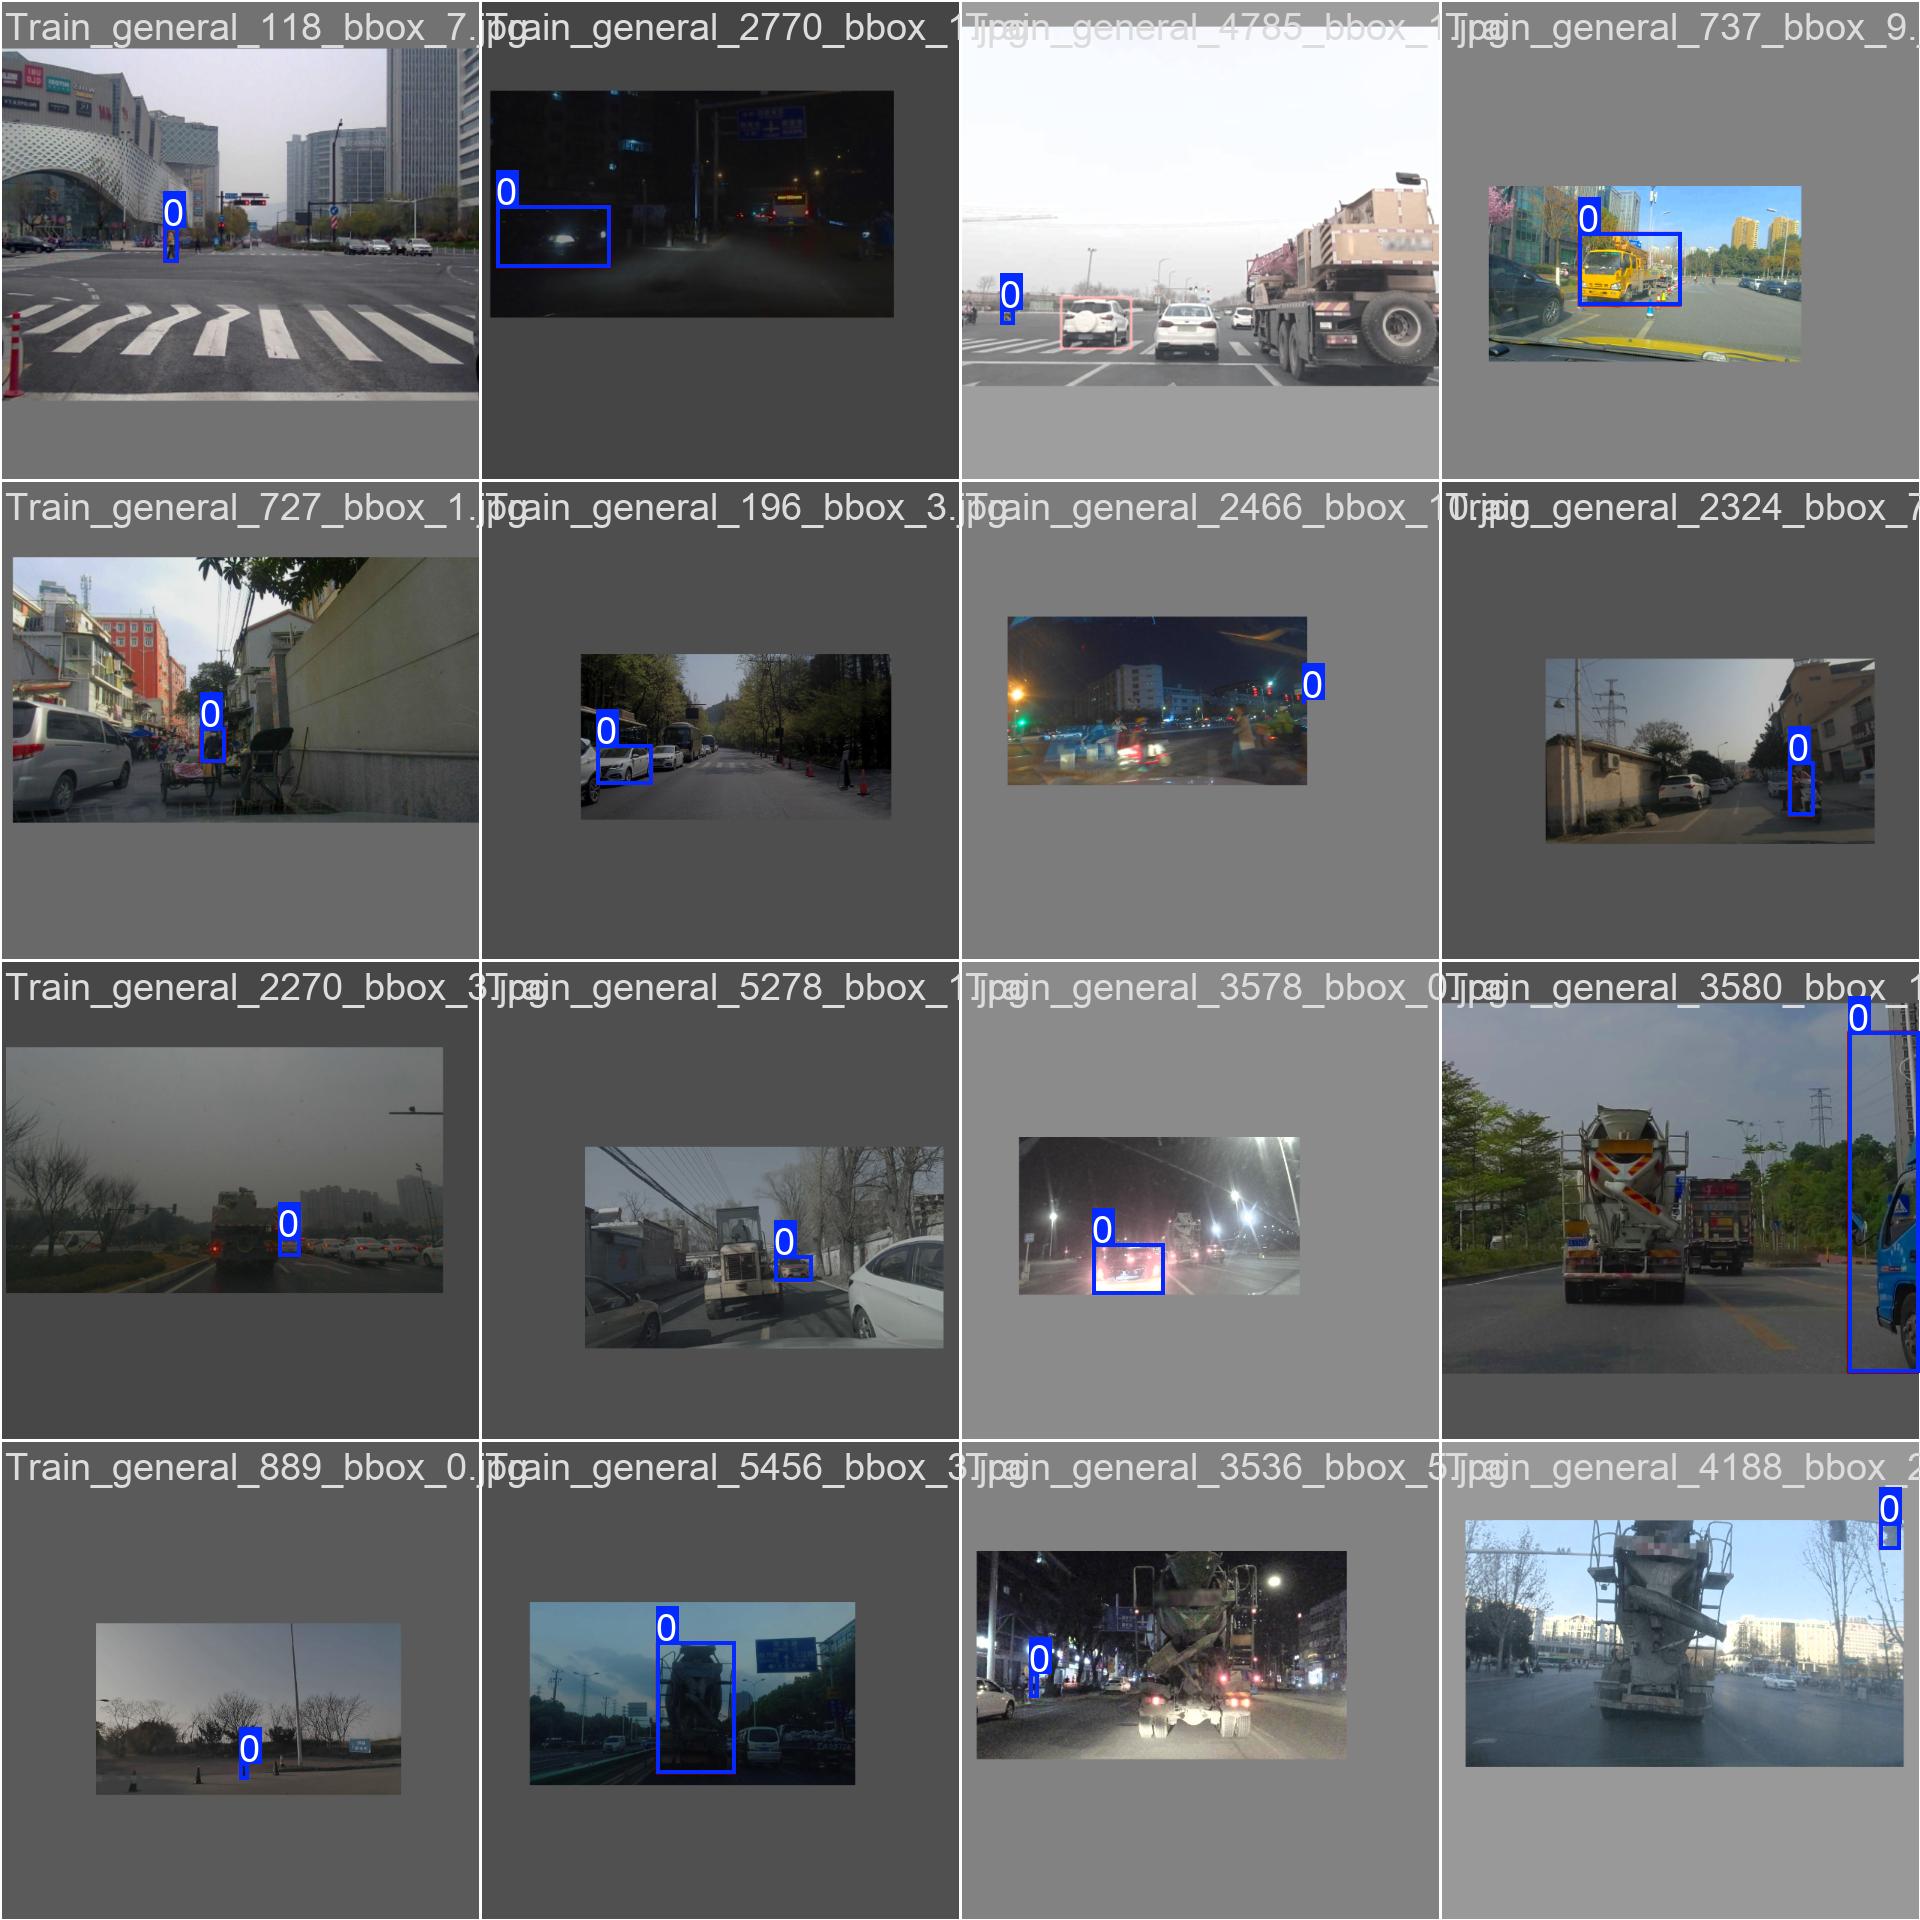 Train_general_118_bbox_7.jpg
Train_general_2770_bbox_1.jpg
Train_general_4785_bbox_1.jpg
Train_general_737_bbox_9.
0
0
0
0
Train_general_727_bbox_1.jpg
Train_general_196_bbox_3.jpg
Train_general_2466_bbox_10.jpg
Train_general_2324_bbox_7
0
0
0
0
Train_general_2270_bbox_3.jpg
Train_general_5278_bbox_1.jpg
Train_general_3578_bbox_0.jpg
Train_general_3580_bbox_1
0
0
0
0
Train_general_889_bbox_0.jpg
Train_general_5456_bbox_3.jpg
Train_general_3536_bbox_5.jpg
Train_general_4188_bbox_2
0
0
0
0